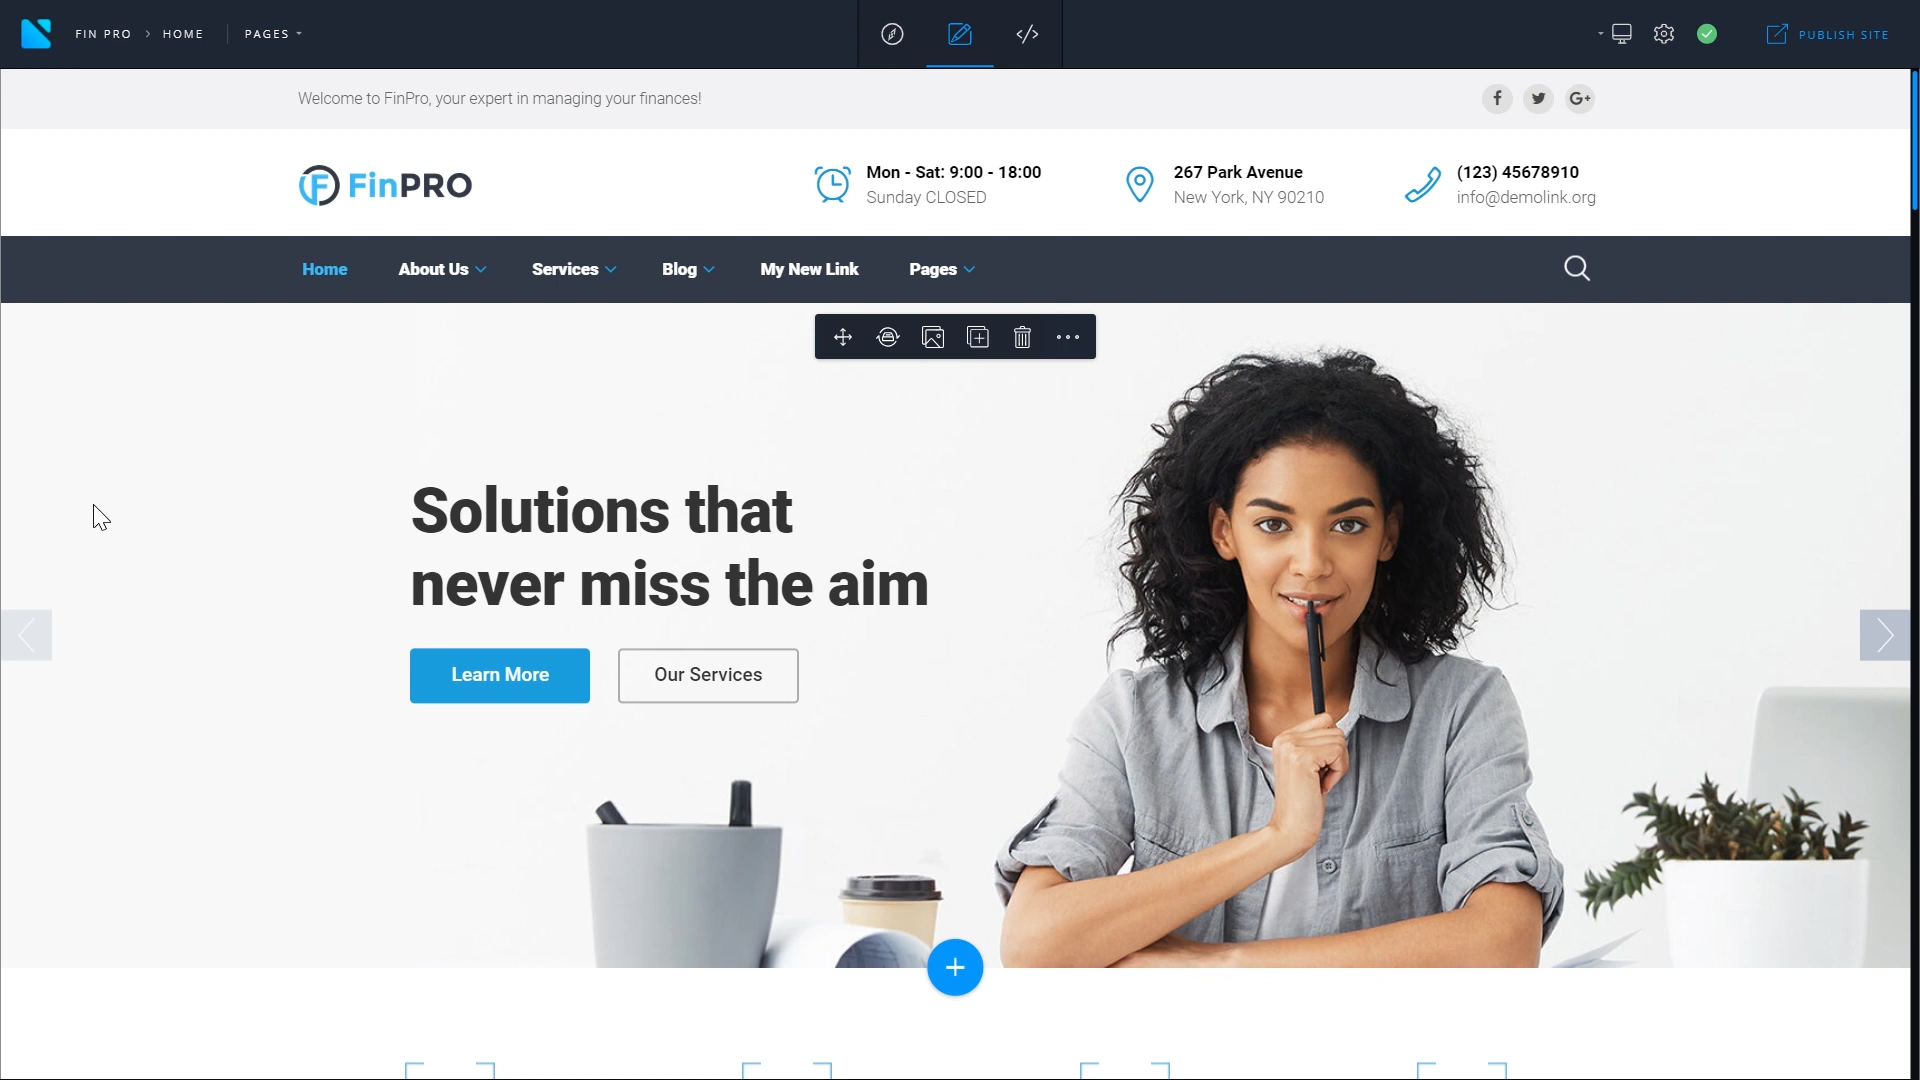 FIN PRO > HOME PAGES
PUBLISH SITE
Welcome to FinPro, your expert in managing your finances!
f G+
FinPRO
Mon - Sat: 9:00 - 18:00
Sunday CLOSED
267 Park Avenue
New York, NY 90210
(123) 45678910
info@demolink.org
Home About Us Services Blog My New Link Pages
Solutions that
never miss the aim
Learn More Our Services